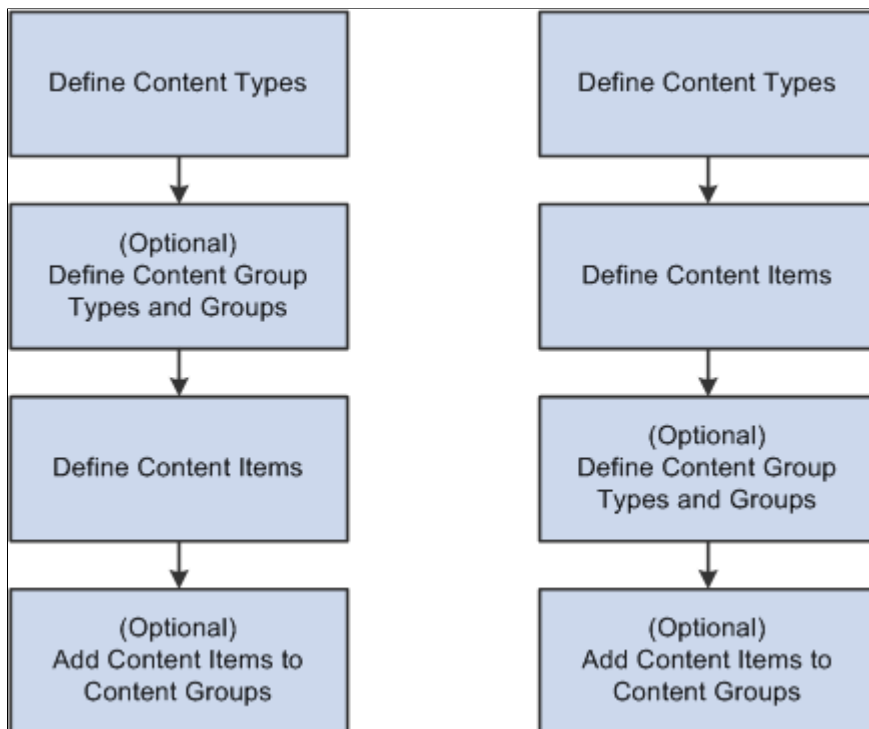 Define Content Types
(Optional)
Define Content Group
Types and Groups
Define Content Items
(Optional)
Add Content Items to
Content Groups
Define Content Types
Define Content Items
(Optional)
Define Content Group
Types and Groups
(Optional)
Add Content Items to
Content Groups